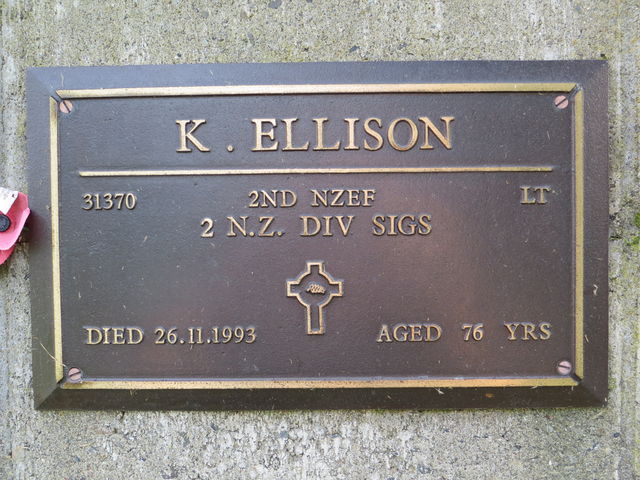 K. ELLISON
31370 2ND NZEF LT
2 N.Z. DIV SIGS
DIED 26.11.1993 AGED 76 YRS